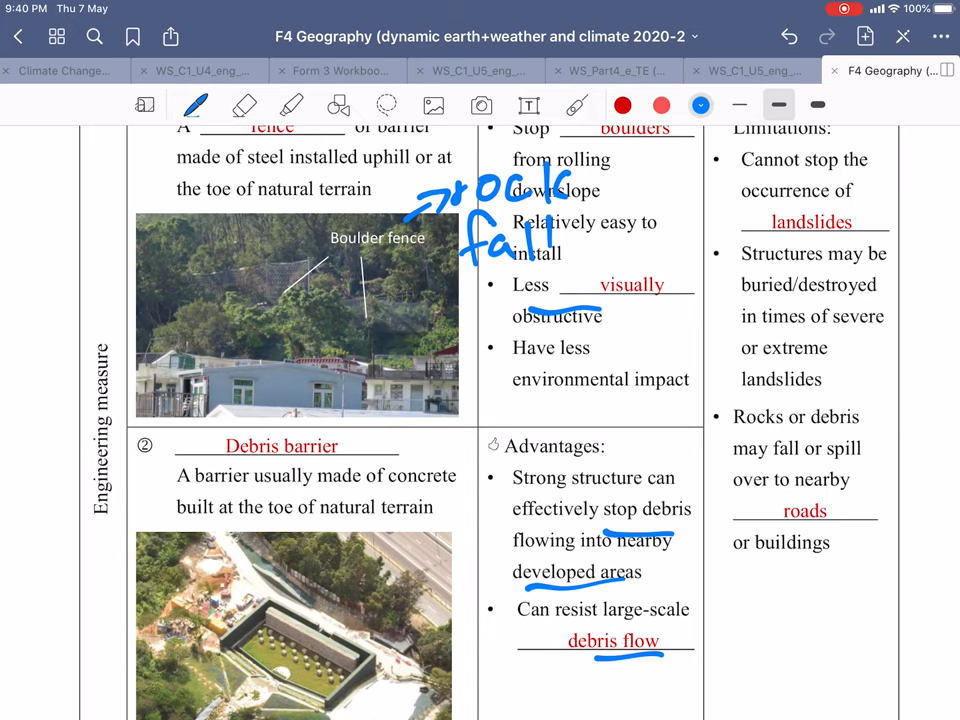 9:40 PM Thu 7 May
100%
F4 Geography (dynamic earth+weather and climate 2020-2
Climate Change...
WS_C1_U4_eng_...
Form 3 Workboo...
WS_C1_U5_eng_...
WS_Part4_e_TE (...
WS_C1_U5_eng_...
F4 Geography (...
Engineering measure
A fence or barrier
made of steel installed uphill or at
the toe of natural terrain
Boulder fence
rock
fall
• Stop boulders
from rolling
downslope
Relatively easy to
install
• Less visually
obstructive
• Have less
environmental impact
Limitations:
• Cannot stop the
occurrence of
landslides
• Structures may be
buried/destroyed
in times of severe
or extreme
landslides
• Rocks or debris
may fall or spill
over to nearby
roads
or buildings
② Debris barrier
A barrier usually made of concrete
built at the toe of natural terrain
Advantages:
• Strong structure can
effectively stop debris
flowing into nearby
developed areas
• Can resist large-scale
debris flow